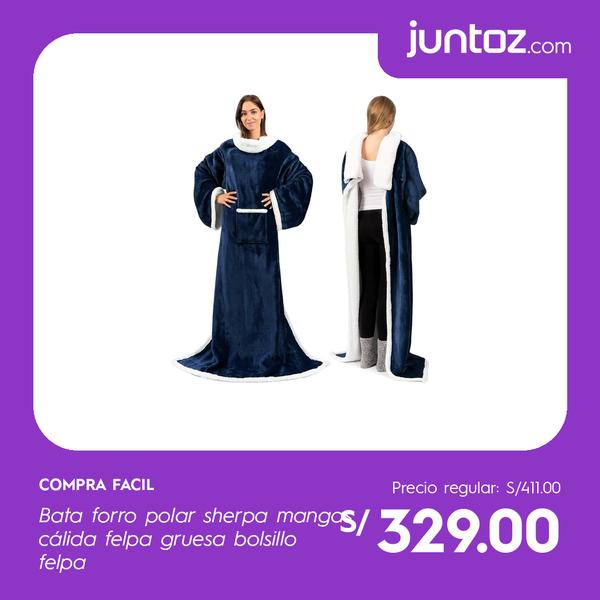 juntoz.com
COMPRA FACIL
Precio regular: S/411.00
Bata forro polar sherpa mangas
cálida felpa gruesa bolsillo
felpa
S/ 329.00